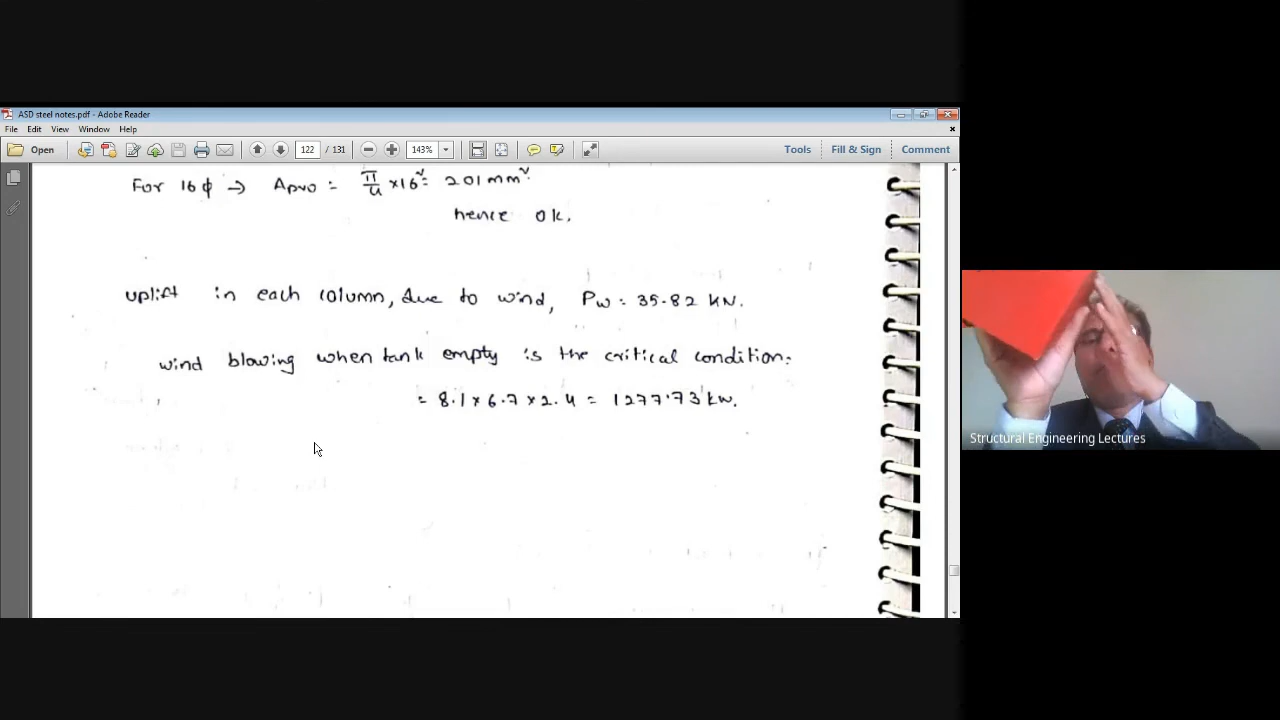 ASD steel notes.pdf - Adobe Reader
File Edit View Window Help
Open 122 / 131 143% Tools Fill & Sign Comment
For 16 φ → Apro = π/4 ×16² = 201 mm².
hence ok.
uplift in each column, due to wind, Pw = 35.82 KN.
wind blowing when tank empty is the critical condition.
= 8.1 × 6.7 × 2.4 = 1277.73 kN.
Structural Engineering Lectures